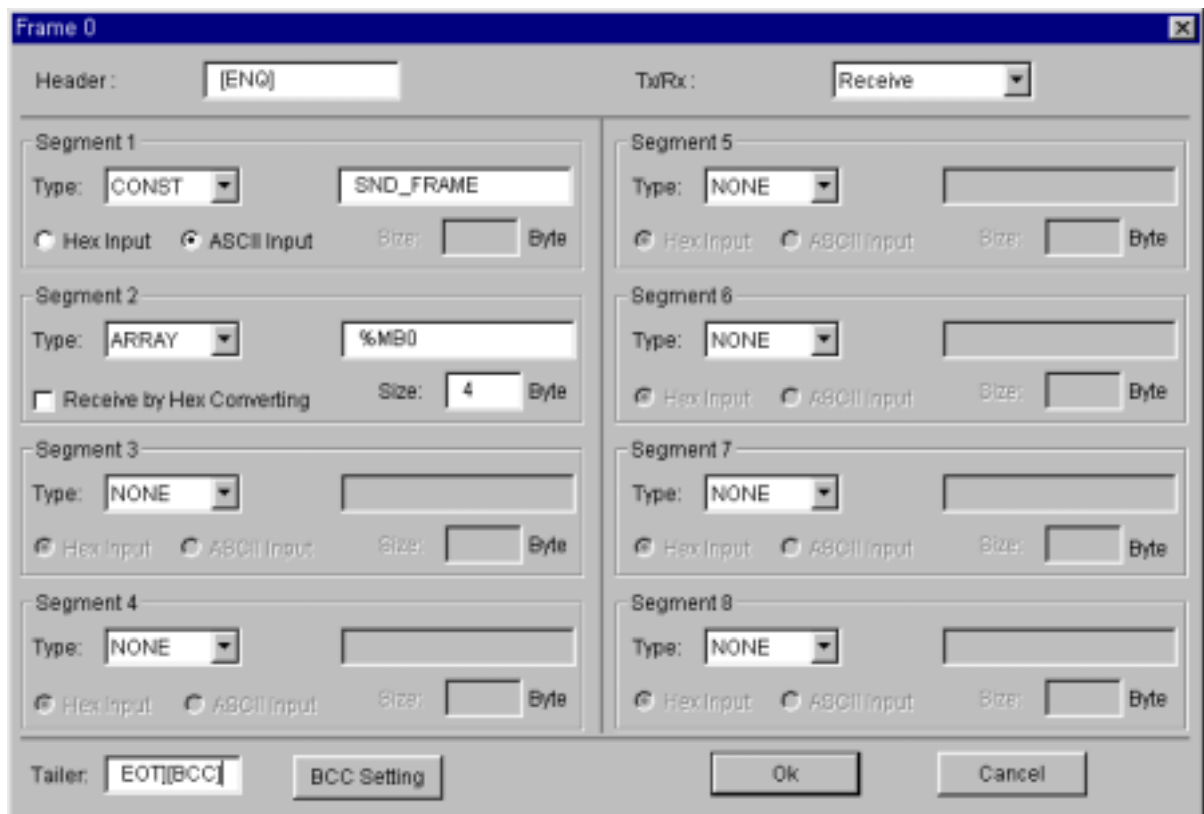 Frame 0
Header : [ENQ] Tx/Rx : Receive
Segment 1
Type: CONST SND_FRAME
Hex Input ASCII Input Size: Byte
Segment 2
Type: ARRAY %MB0
Receive by Hex Converting Size: 4 Byte
Segment 3
Type: NONE
Hex Input ASCII Input Size: Byte
Segment 4
Type: NONE
Hex Input ASCII Input Size: Byte
Segment 5
Type: NONE
Hex Input ASCII Input Size: Byte
Segment 6
Type: NONE
Hex Input ASCII Input Size: Byte
Segment 7
Type: NONE
Hex Input ASCII Input Size: Byte
Segment 8
Type: NONE
Hex Input ASCII Input Size: Byte
Tailer: EOT][BCC] BCC Setting Ok Cancel